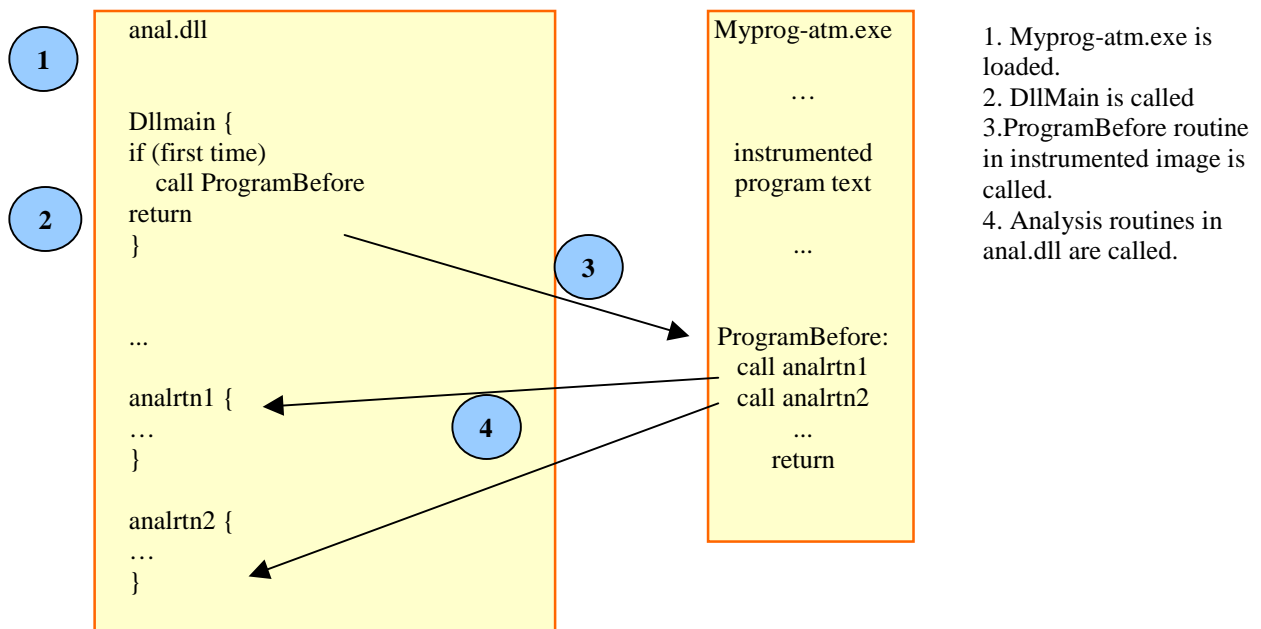 1
2
anal.dll
Dllmain {
if (first time)
call ProgramBefore
return
}
...
analrtn1 {
…
}
analrtn2 {
…
}
3
4
Myprog-atm.exe
…
instrumented
program text
...
ProgramBefore:
call analrtn1
call analrtn2
...
return
1. Myprog-atm.exe is
loaded.
2. DllMain is called
3.ProgramBefore routine
in instrumented image is
called.
4. Analysis routines in
anal.dll are called.